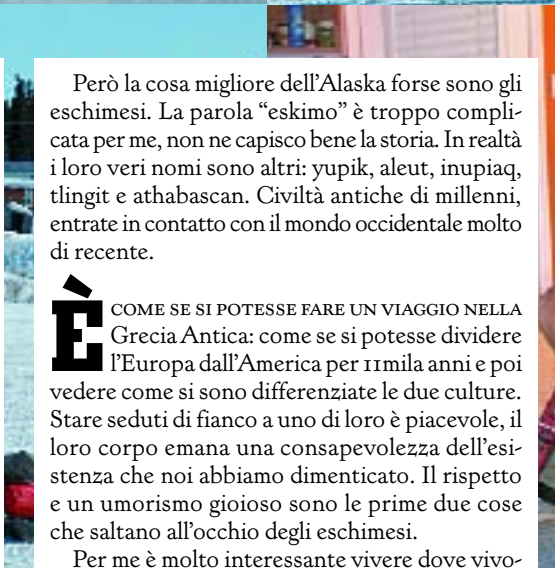 Però la cosa migliore dell'Alaska forse sono gli
eschimesi. La parola “eskimo” è troppo compli-
cata per me, non ne capisco bene la storia. In realtà
i loro veri nomi sono altri: yupik, aleut, inupiaq,
tlingit e athabascan. Civiltà antiche di millenni,
entrate in contatto con il mondo occidentale molto
di recente.
È COME SE SI POTESSE FARE UN VIAGGIO NELLA
Grecia Antica: come se si potesse dividere
l'Europa dall'America per 11mila anni e poi
vedere come si sono differenziate le due culture.
Stare seduti di fianco a uno di loro è piacevole, il
loro corpo emana una consapevolezza dell'esi-
stenza che noi abbiamo dimenticato. Il rispetto
e un umorismo gioioso sono le prime due cose
che saltano all'occhio degli eschimesi.
Per me è molto interessante vivere dove vivo-